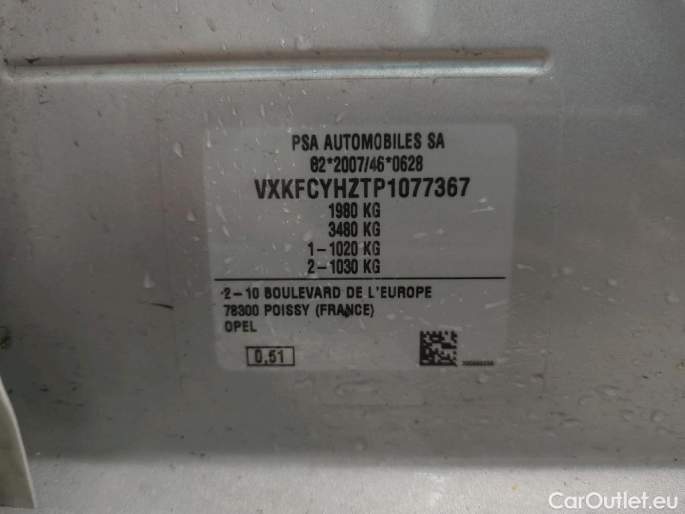 PSA AUTOMOBILES SA
02*2007/46*0628
VXKFCYHZTP1077367
1980 KG
3480 KG
1-1020 KG
2-1030 KG
2-10 BOULEVARD DE L'EUROPE
78300 POISSY (FRANCE)
OPEL
0.51
CarOutlet.eu